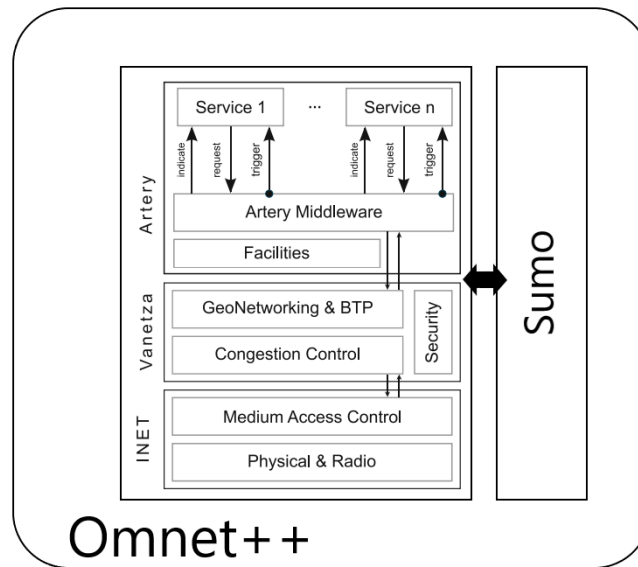 Service 1
...
Service n
indicate
request
trigger
indicate
request
trigger
Artery Middleware
Facilities
Artery
GeoNetworking & BTP
Congestion Control
Security
Vanetza
Medium Access Control
Physical & Radio
INET
Sumo
Omnet++